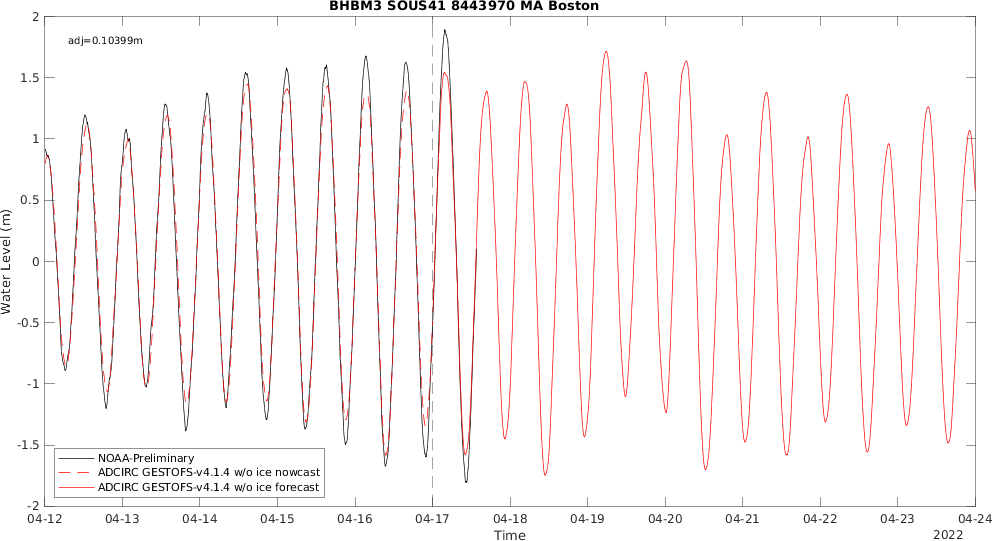 BHBM3 SOUS41 8443970 MA Boston
adj=0.10399m
2
1.5
1
0.5
0
-0.5
-1
-1.5
-2
Water Level (m)
NOAA-Preliminary
ADCIRC GESTOFS-v4.1.4 w/o ice nowcast
ADCIRC GESTOFS-v4.1.4 w/o ice forecast
04-12 04-13 04-14 04-15 04-16 04-17 04-18 04-19 04-20 04-21 04-22 04-23 04-24
Time
2022